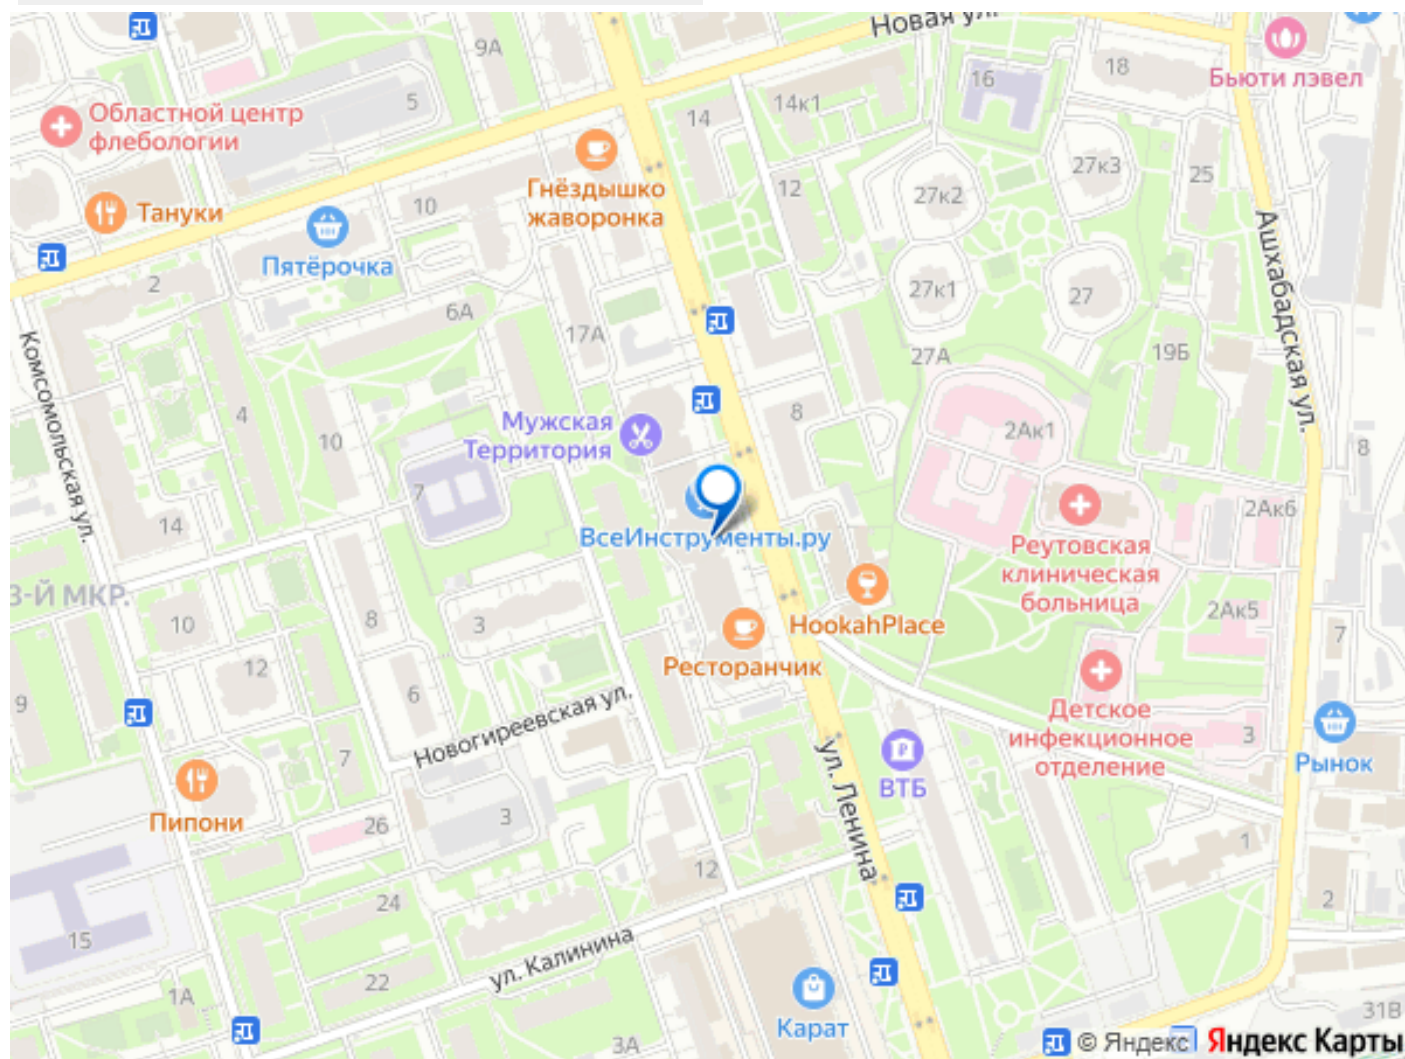 Новая ул.
9А
16
18
Бьюти лэвел
5
14
14к1
Областной центр
флебологии
Гнёздышко
жаворонка
12
27к2
27к3
25
Тануки
10
Пятёрочка
2
6А
17А
27к1
27
Ашхабадская ул.
27А
19Б
Комсомольская ул.
4
10
Мужская
Территория
8
2Ак1
8
7
14
ВсеИнструменты.ру
2Ак6
Реутовская
клиническая
больница
3-Й МКР.
10
8
3
HookahPlace
2Ак5
7
12
6
Ресторанчик
9
Новогиреевская ул.
Детское
инфекционное
отделение
3
Рынок
7
ул. Ленина
ВТБ
Пипони
26
3
1
12
24
2
15
ул. Калинина
22
1А
Карат
3А
31В
© Яндекс
Яндекс Карты